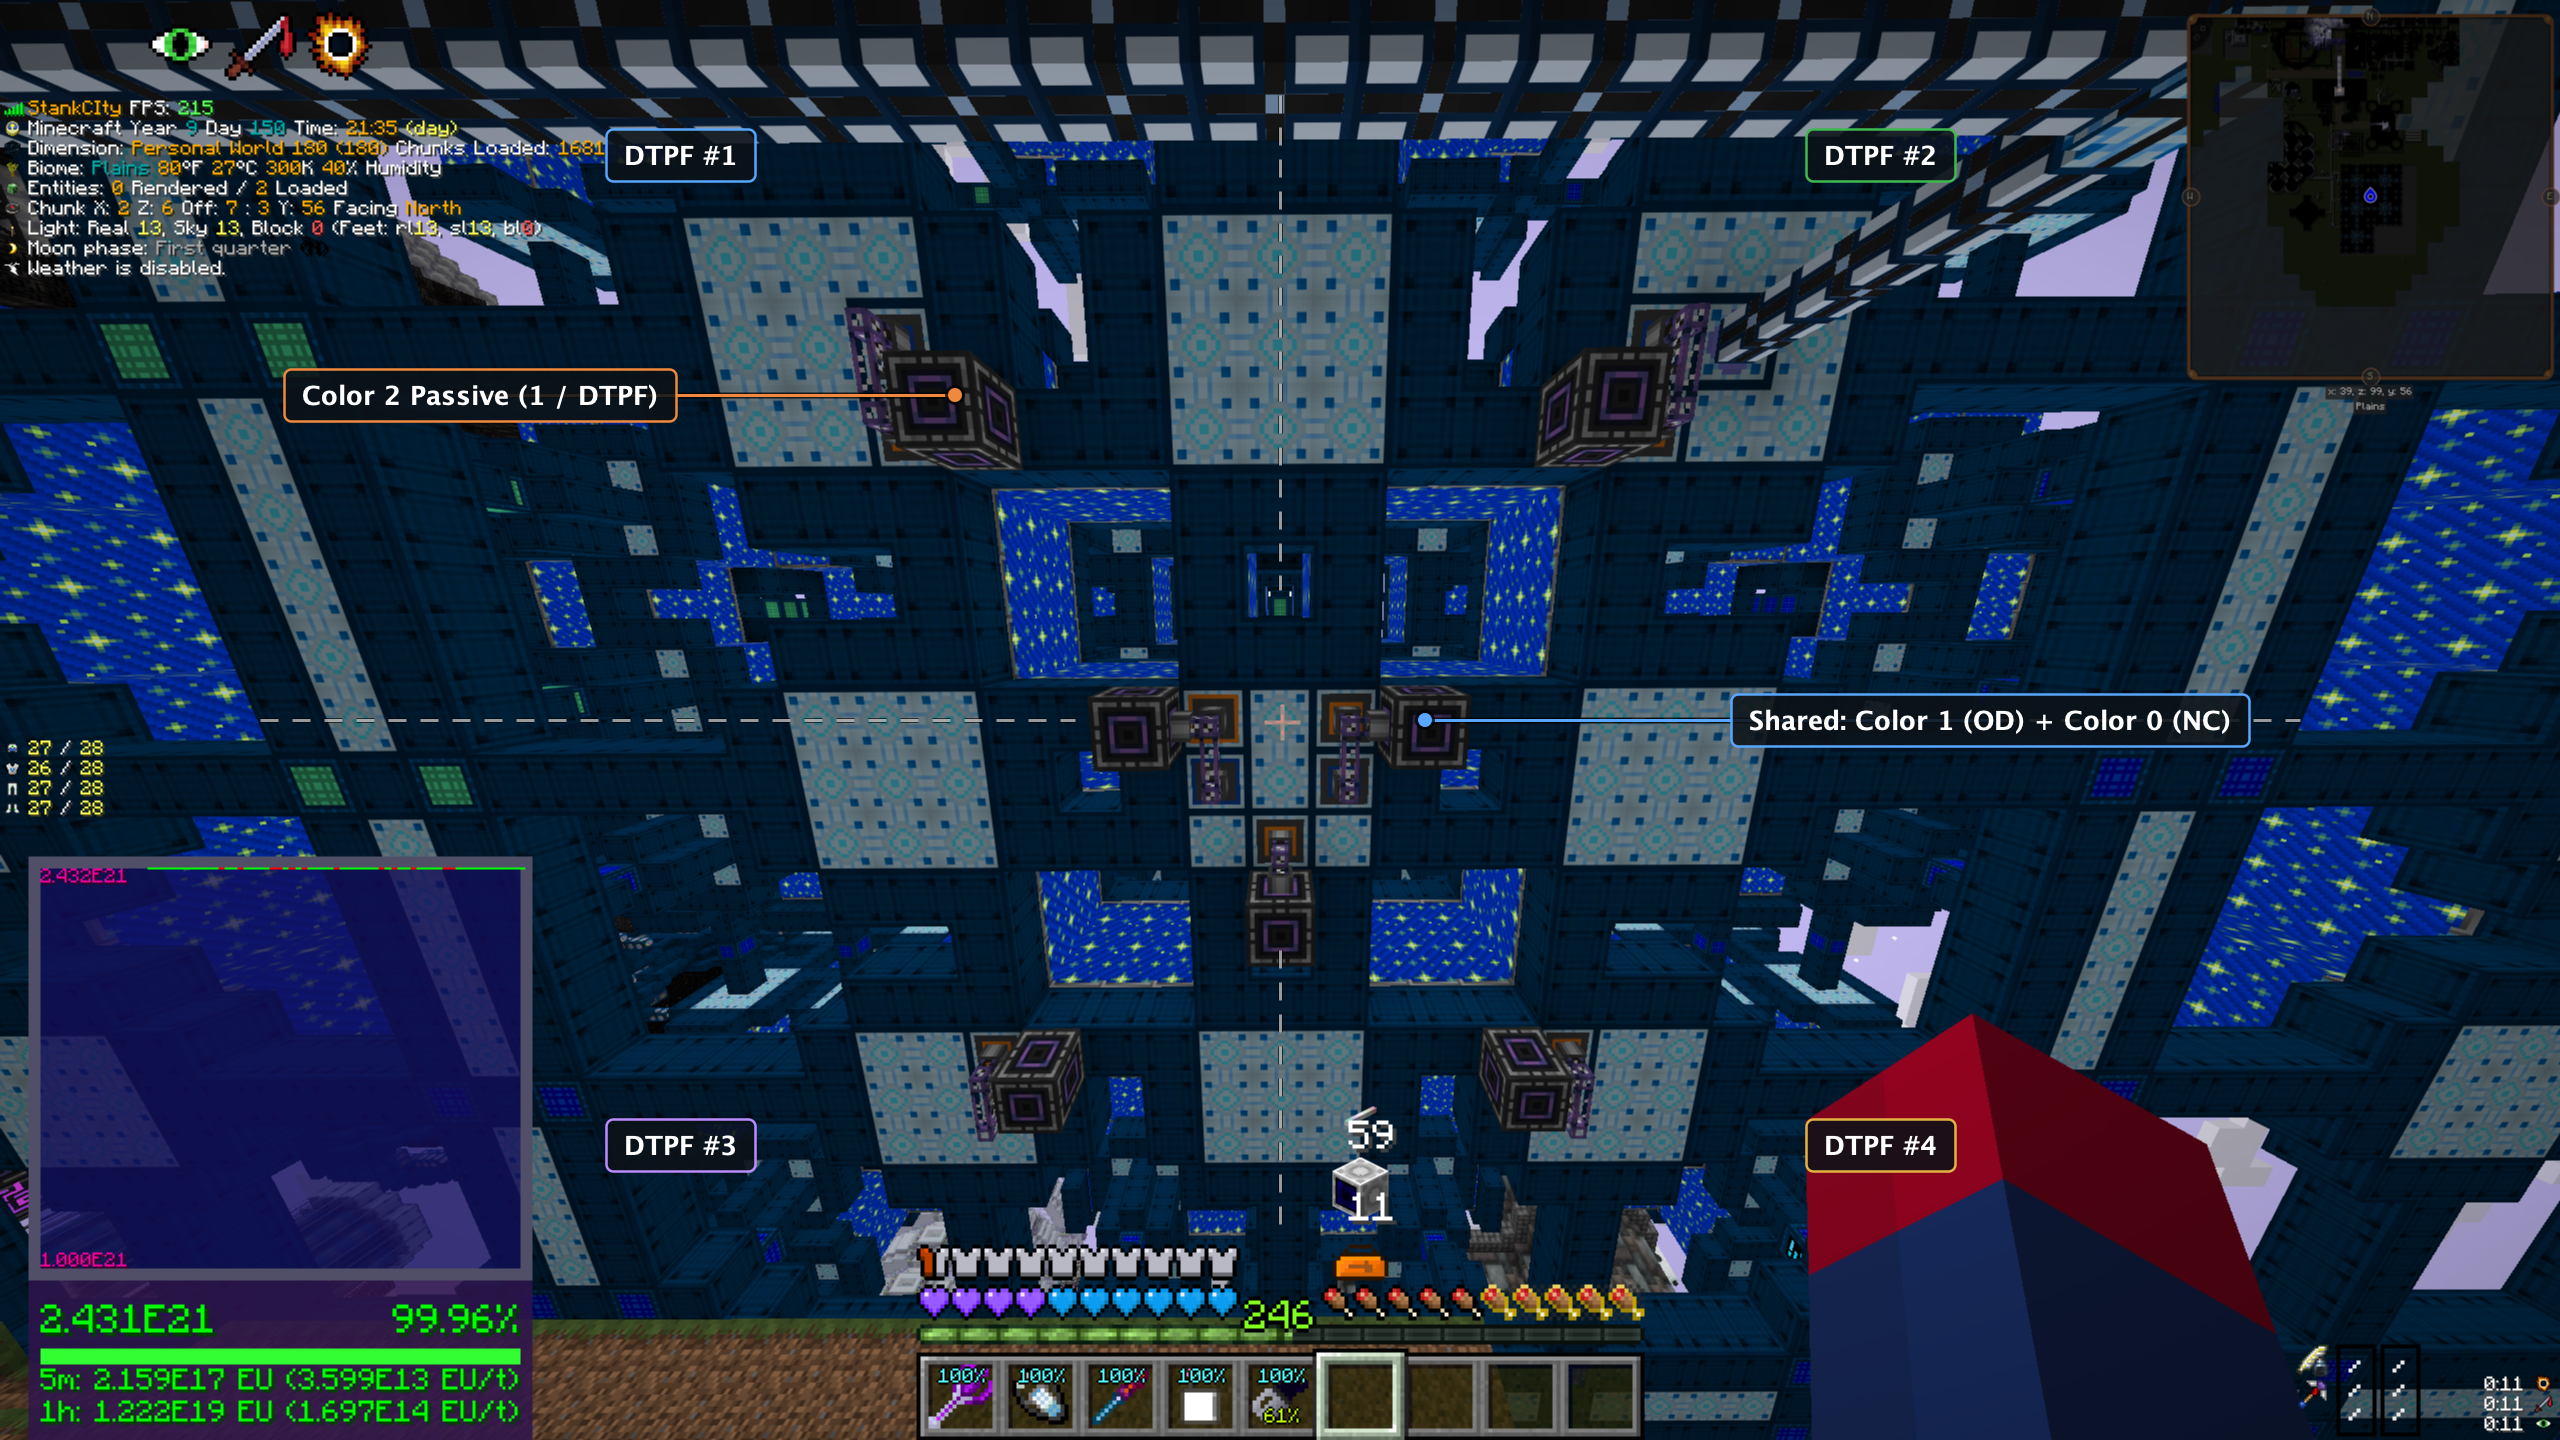 StankCIty FPS: 215
Minecraft Year 9 Day 150 Time: 21:35 (day)
Dimension: Personal World 180 (180) Chunks Loaded: 1681
Biome: Plains 80°F 27°C 300K 40% Humidity
Entities: 0 Rendered / 2 Loaded
Chunk X: 2 Z: 6 Off: 7 : 3 Y: 56 Facing North
Light: Real 13, Sky 13, Block 0 (Feet: rl13, sl13, bl0)
Moon phase: First quarter
Weather is disabled.
DTPF #1
DTPF #2
N
W
E
S
x: 39, z: 99, y: 56
Plains
Color 2 Passive (1 / DTPF)
Shared: Color 1 (OD) + Color 0 (NC)
27 / 28
26 / 28
27 / 28
27 / 28
DTPF #3
DTPF #4
2.432E21
1.000E21
2.431E21 99.96%
5m: 2.159E17 EU (3.599E13 EU/t)
1h: 1.222E19 EU (1.697E14 EU/t)
59
11
246
100% 100% 100% 100% 100%
61%
0:11
0:11
0:11